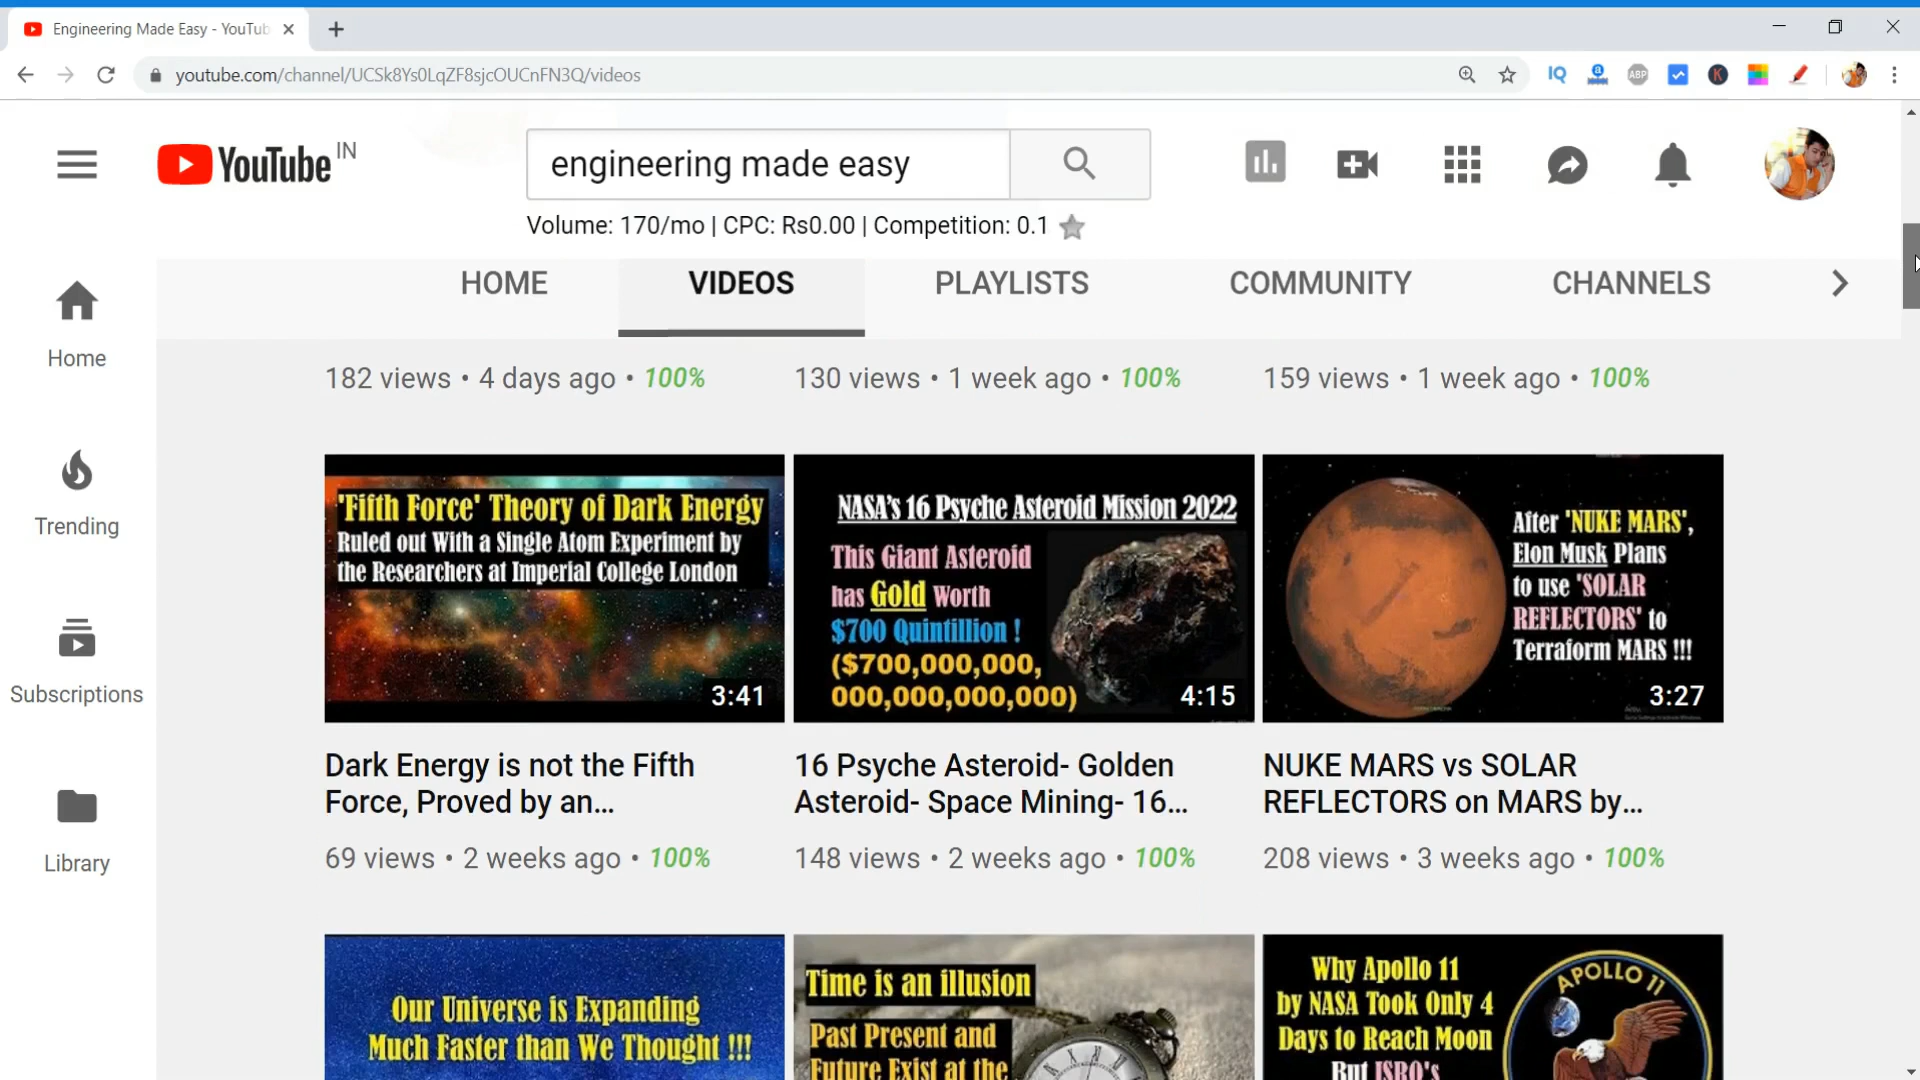 Engineering Made Easy - YouTub
youtube.com/channel/UCSk8Ys0LqZF8sjcOUCnFN3Q/videos
IQ
a
ABP
K
YouTube IN
engineering made easy
Volume: 170/mo | CPC: Rs0.00 | Competition: 0.1
HOME
VIDEOS
PLAYLISTS
COMMUNITY
CHANNELS
Home
Trending
Subscriptions
Library
182 views • 4 days ago • 100%
130 views • 1 week ago • 100%
159 views • 1 week ago • 100%
'Fifth Force' Theory of Dark Energy
Ruled out With a Single Atom Experiment by
the Researchers at Imperial College London
3:41
NASA's 16 Psyche Asteroid Mission 2022
This Giant Asteroid
has Gold Worth
$700 Quintillion !
($700,000,000,
000,000,000,000)
4:15
After 'NUKE MARS',
Elon Musk Plans
to use 'SOLAR
REFLECTORS' to
Terraform MARS !!!
3:27
Dark Energy is not the Fifth
Force, Proved by an...
69 views • 2 weeks ago • 100%
16 Psyche Asteroid- Golden
Asteroid- Space Mining- 16...
148 views • 2 weeks ago • 100%
NUKE MARS vs SOLAR
REFLECTORS on MARS by...
208 views • 3 weeks ago • 100%
Our Universe is Expanding
Much Faster than We Thought !!!
Time is an illusion
Past Present and
Future Exist at the
Why Apollo 11
by NASA Took Only 4
Days to Reach Moon
But ISRO's
APOLLO 11